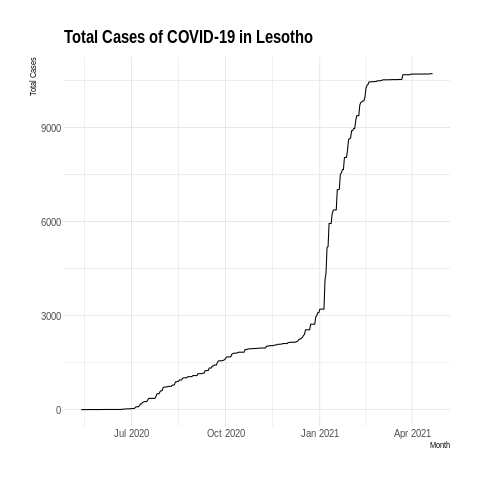 Total Cases of COVID-19 in Lesotho
Total Cases
9000
6000
3000
0
Jul 2020 Oct 2020 Jan 2021 Apr 2021
Month